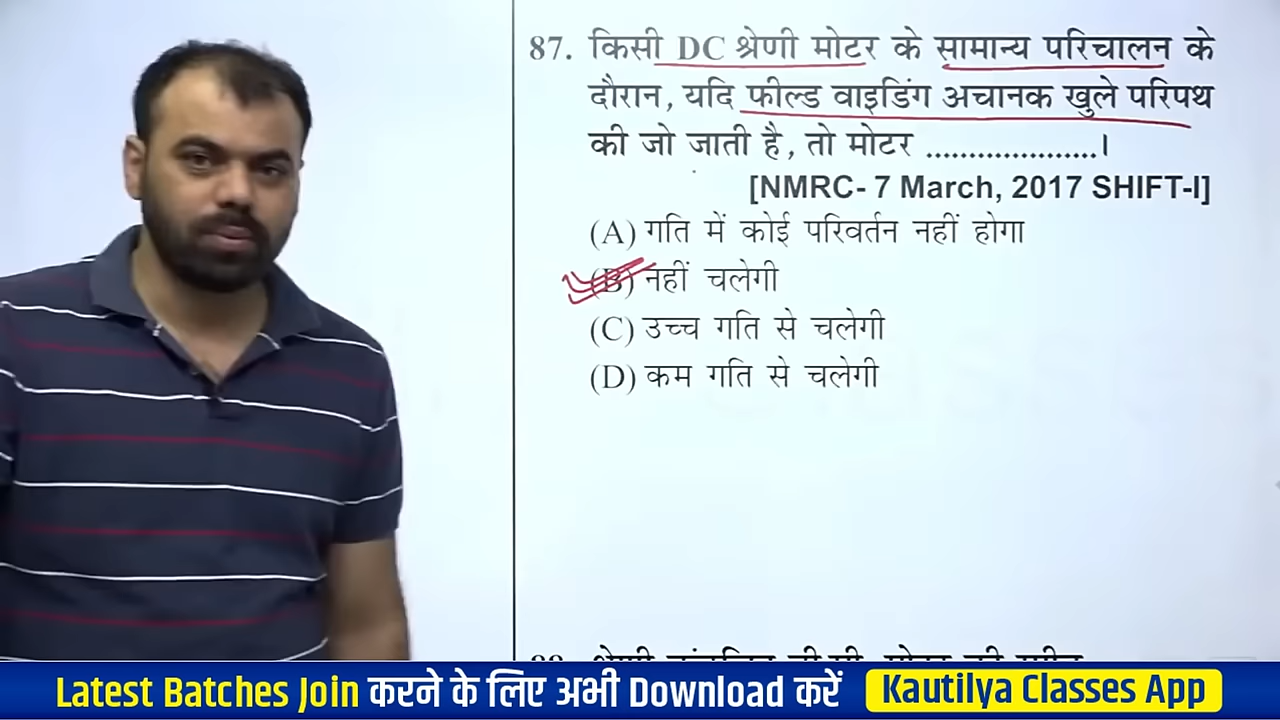 87. किसी DC श्रेणी मोटर के सामान्य परिचालन के
दौरान, यदि फील्ड वाइडिंग अचानक खुले परिपथ
की जो जाती है, तो मोटर ....................।
[NMRC- 7 March, 2017 SHIFT-I]
(A) गति में कोई परिवर्तन नहीं होगा
(B) नहीं चलेगी
(C) उच्च गति से चलेगी
(D) कम गति से चलेगी
Latest Batches Join करने के लिए अभी Download करें Kautilya Classes App